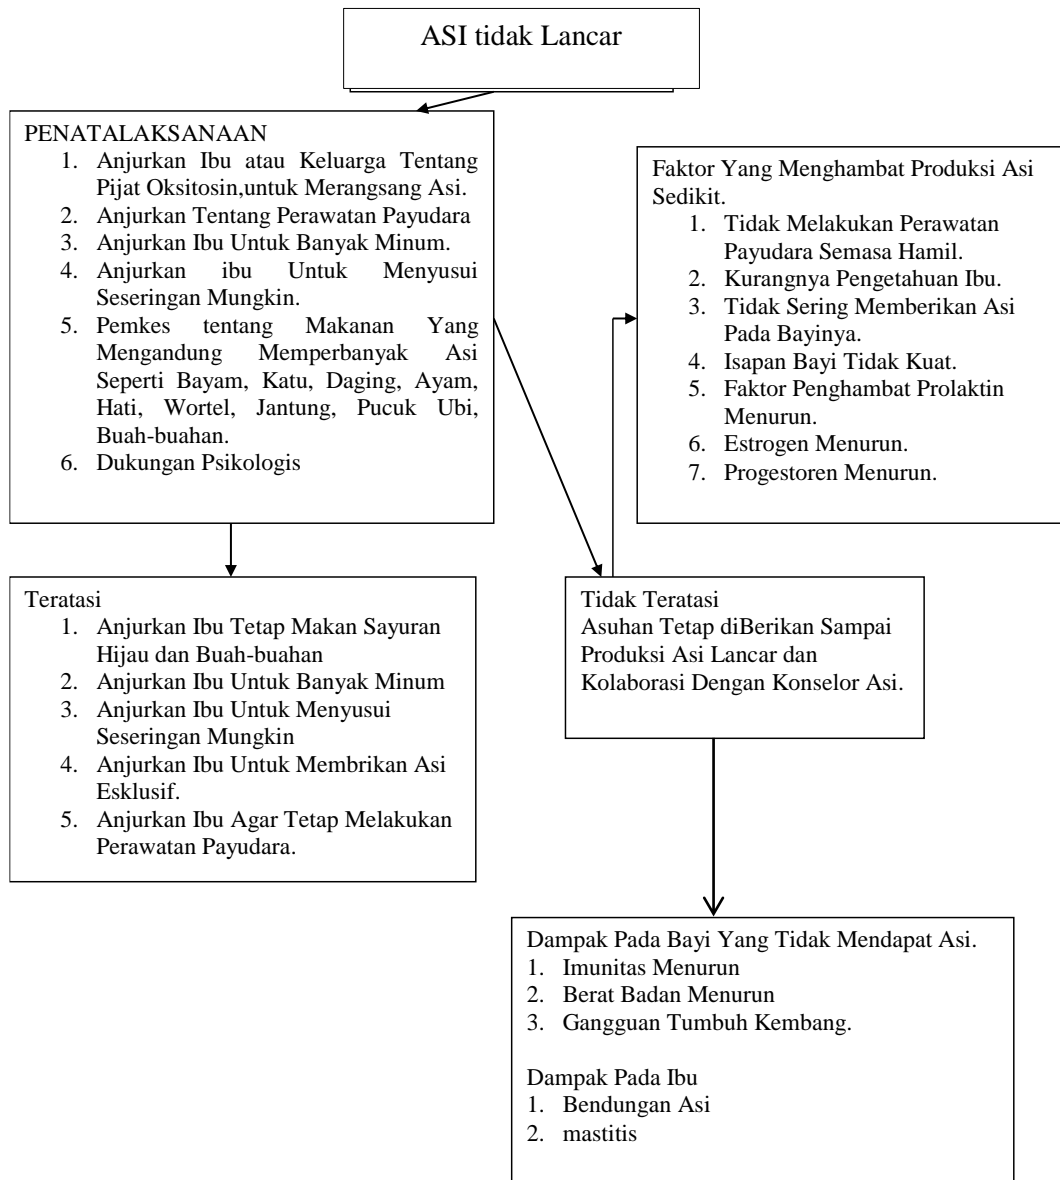 ASI tidak Lancar
PENATALAKSANAAN
1. Anjurkan Ibu atau Keluarga Tentang
Pijat Oksitosin,untuk Merangsang Asi.
2. Anjurkan Tentang Perawatan Payudara
3. Anjurkan Ibu Untuk Banyak Minum.
4. Anjurkan ibu Untuk Menyusui
Seseringan Mungkin.
5. Pemkes tentang Makanan Yang
Mengandung Memperbanyak Asi
Seperti Bayam, Katu, Daging, Ayam,
Hati, Wortel, Jantung, Pucuk Ubi,
Buah-buahan.
6. Dukungan Psikologis
Faktor Yang Menghambat Produksi Asi
Sedikit.
1. Tidak Melakukan Perawatan
Payudara Semasa Hamil.
2. Kurangnya Pengetahuan Ibu.
3. Tidak Sering Memberikan Asi
Pada Bayinya.
4. Isapan Bayi Tidak Kuat.
5. Faktor Penghambat Prolaktin
Menurun.
6. Estrogen Menurun.
7. Progestoren Menurun.
Teratasi
1. Anjurkan Ibu Tetap Makan Sayuran
Hijau dan Buah-buahan
2. Anjurkan Ibu Untuk Banyak Minum
3. Anjurkan Ibu Untuk Menyusui
Seseringan Mungkin
4. Anjurkan Ibu Untuk Membrikan Asi
Esklusif.
5. Anjurkan Ibu Agar Tetap Melakukan
Perawatan Payudara.
Tidak Teratasi
Asuhan Tetap diBerikan Sampai
Produksi Asi Lancar dan
Kolaborasi Dengan Konselor Asi.
Dampak Pada Bayi Yang Tidak Mendapat Asi.
1. Imunitas Menurun
2. Berat Badan Menurun
3. Gangguan Tumbuh Kembang.
Dampak Pada Ibu
1. Bendungan Asi
2. mastitis